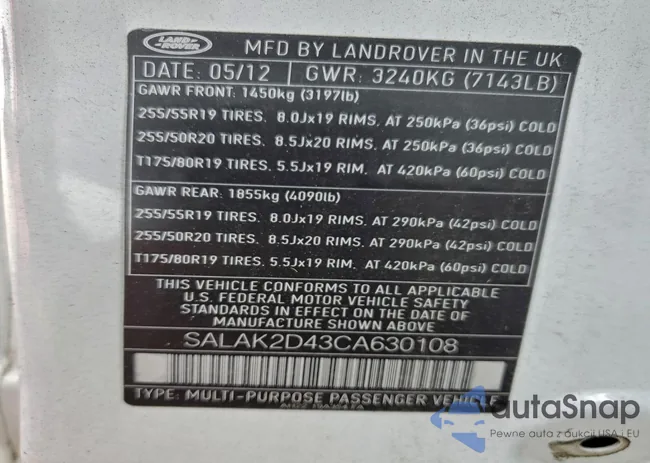 LAND ROVER
MFD BY LANDROVER IN THE UK
DATE: 05/12 GWR: 3240KG (7143LB)
GAWR FRONT: 1450kg (3197lb)
255/55R19 TIRES. 8.0Jx19 RIMS. AT 250kPa (36psi) COLD
255/50R20 TIRES. 8.5Jx20 RIMS. AT 250kPa (36psi) COLD
T175/80R19 TIRES. 5.5Jx19 RIM. AT 420kPa (60psi) COLD
GAWR REAR: 1855kg (4090lb)
255/55R19 TIRES. 8.0Jx19 RIMS. AT 290kPa (42psi) COLD
255/50R20 TIRES. 8.5Jx20 RIMS. AT 290kPa (42psi) COLD
T175/80R19 TIRES. 5.5Jx19 RIM. AT 420kPa (60psi) COLD
THIS VEHICLE CONFORMS TO ALL APPLICABLE
U.S. FEDERAL MOTOR VEHICLE SAFETY
STANDARDS IN EFFECT ON THE DATE OF
MANUFACTURE SHOWN ABOVE
SALAK2D43CA630108
TYPE: MULTI-PURPOSE PASSENGER VEHICLE
autaSnap
Pewne auta z USA i EU